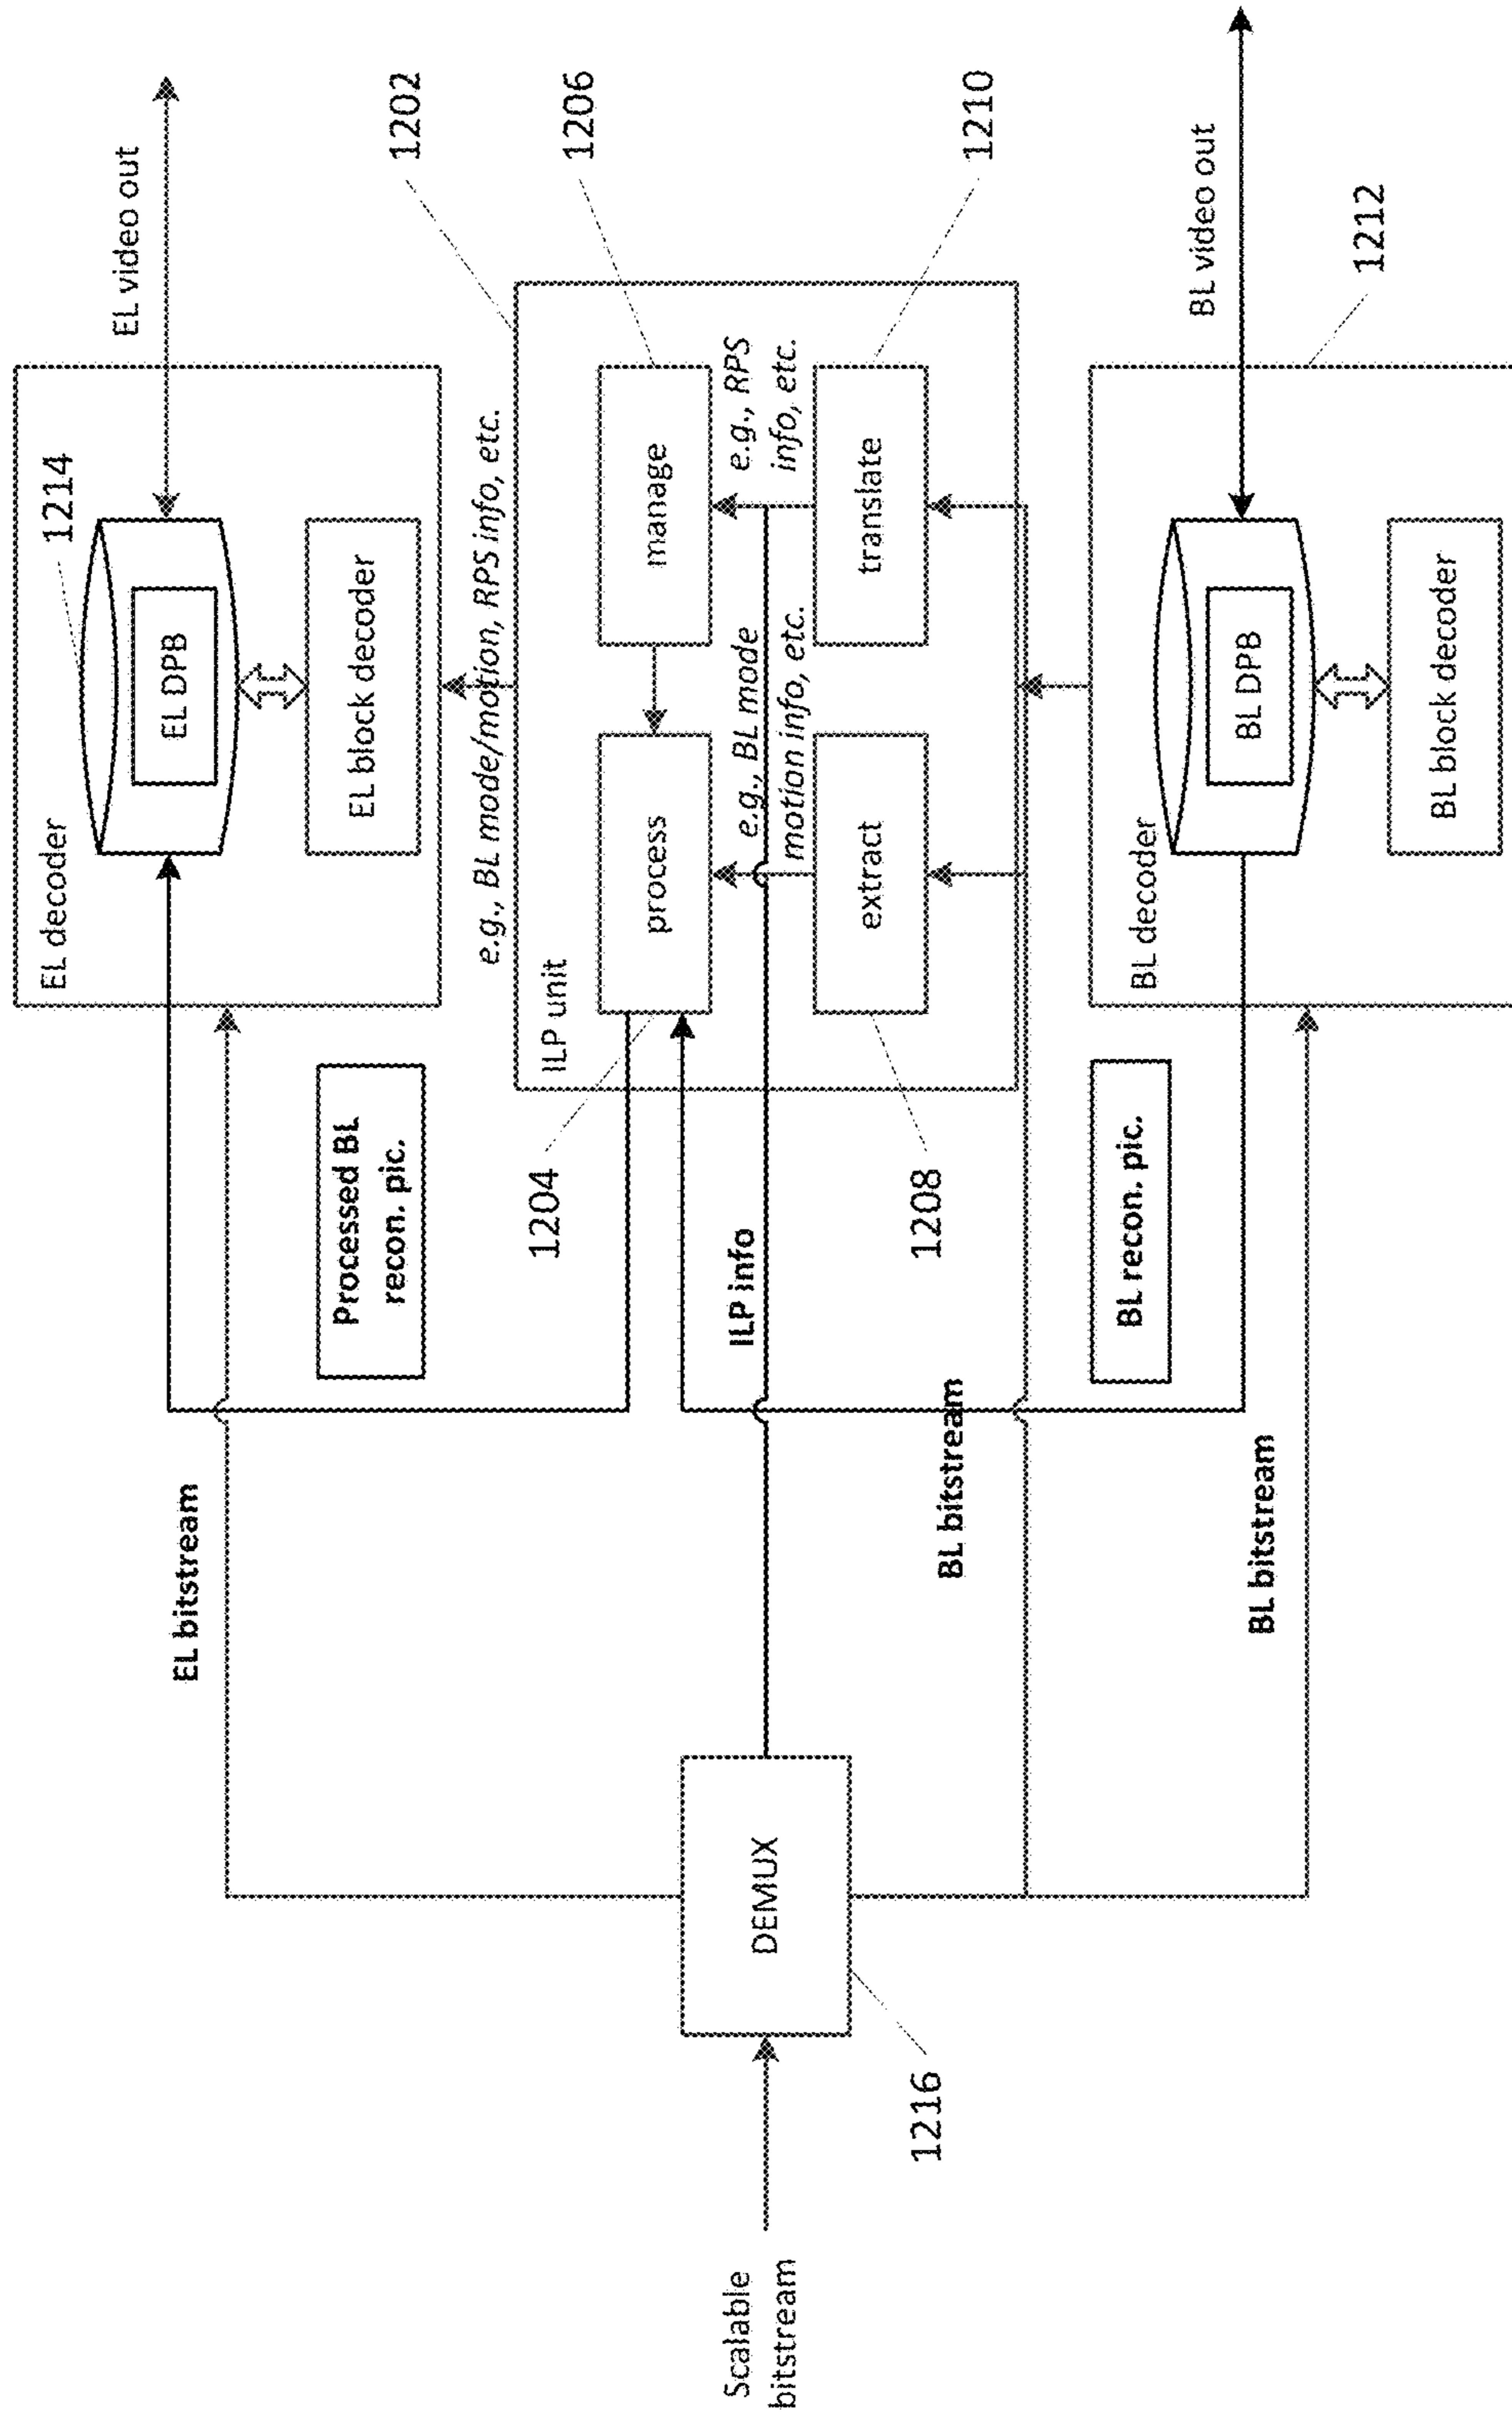 EL decoder
1214
EL video out
EL DPB
EL block decoder
EL bitstream
Processed BL
recon. pic.
e.g., BL mode/motion, RPS info, etc.
1202
ILP unit
1206
process
manage
1204
e.g., BL mode
motion info, etc.
e.g., RPS
info, etc.
ILP info
extract
translate
1208
1210
Scalable
bitstream
DEMUX
1216
BL bitstream
BL recon. pic.
BL decoder
BL video out
BL DPB
1212
BL bitstream
BL block decoder